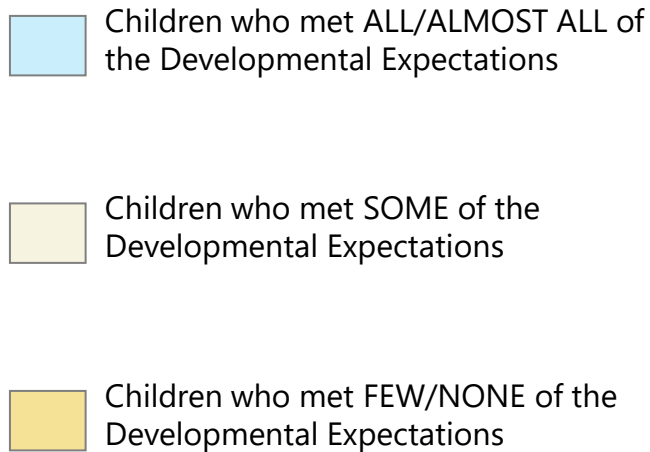 Children who met ALL/ALMOST ALL of
the Developmental Expectations
Children who met SOME of the
Developmental Expectations
Children who met FEW/NONE of the
Developmental Expectations